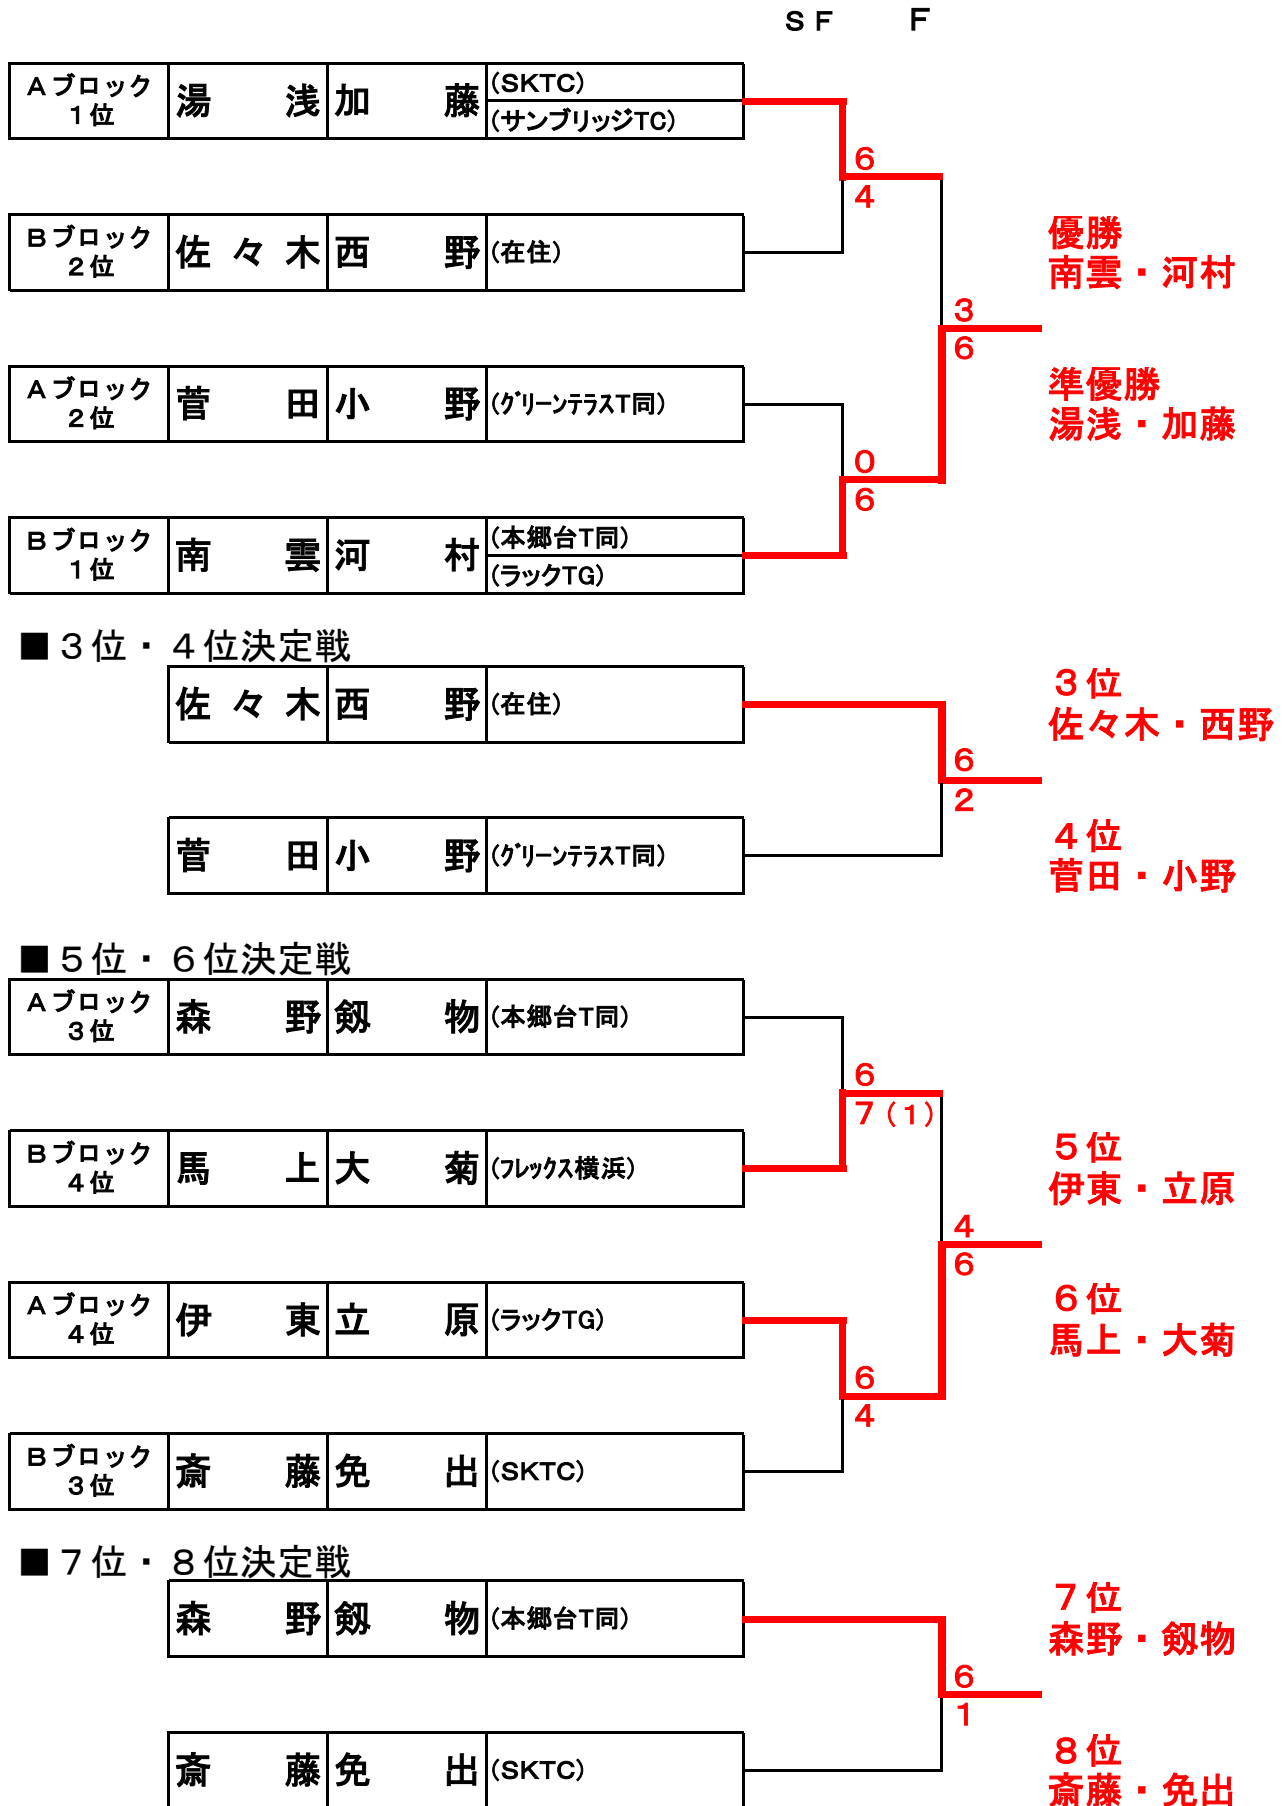 ＳＦ　Ｆ
Ａブロック
１位
湯浅 加藤
(SKTC)
(サンブリッジTC)
６
４
Ｂブロック
２位
佐々木 西野 (在住)
優勝
南雲・河村
３
６
Ａブロック
２位
菅田 小野 (ｸﾞﾘｰﾝﾃﾗｽT同)
準優勝
湯浅・加藤
０
６
Ｂブロック
１位
南雲 河村
(本郷台T同)
(ラックTG)
■３位・４位決定戦
佐々木 西野 (在住)
３位
佐々木・西野
６
２
菅田 小野 (ｸﾞﾘｰﾝﾃﾗｽT同)
４位
菅田・小野
■５位・６位決定戦
Ａブロック
３位
森野 剱物 (本郷台T同)
６
７(１)
Ｂブロック
４位
馬上 大菊 (ﾌﾚｯｸｽ横浜)
５位
伊東・立原
４
６
Ａブロック
４位
伊東 立原 (ラックTG)
６位
馬上・大菊
６
４
Ｂブロック
３位
斎藤 免出 (SKTC)
■７位・８位決定戦
森野 剱物 (本郷台T同)
７位
森野・剱物
６
１
斎藤 免出 (SKTC)
８位
斎藤・免出